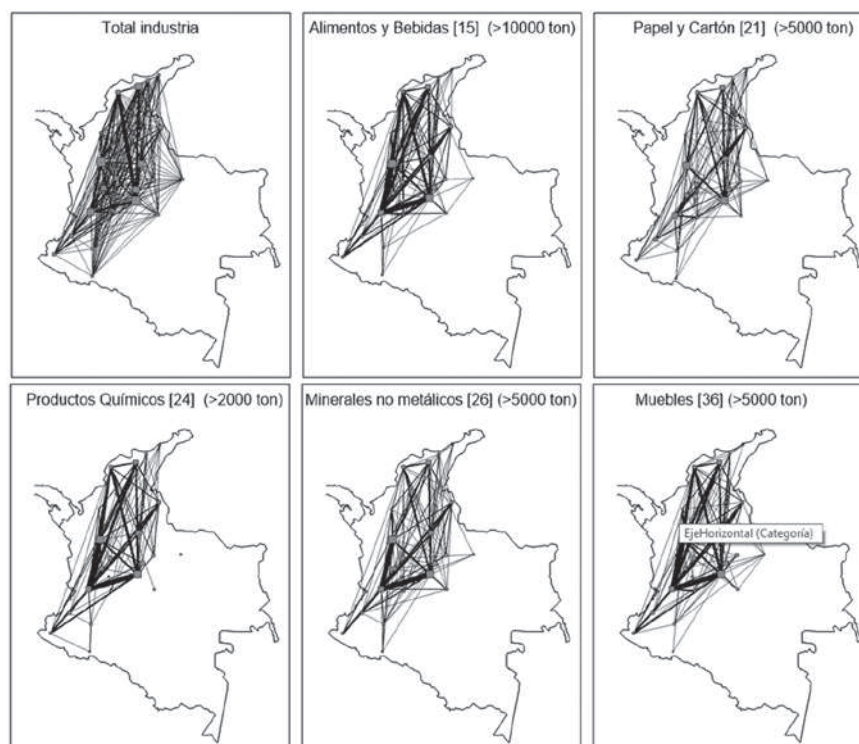 Total industria
Alimentos y Bebidas [15] (>10000 ton)
Papel y Cartón [21] (>5000 ton)
Productos Químicos [24] (>2000 ton)
Minerales no metálicos [26] (>5000 ton)
Muebles [36] (>5000 ton)
EjeHorizontal (Categoría)